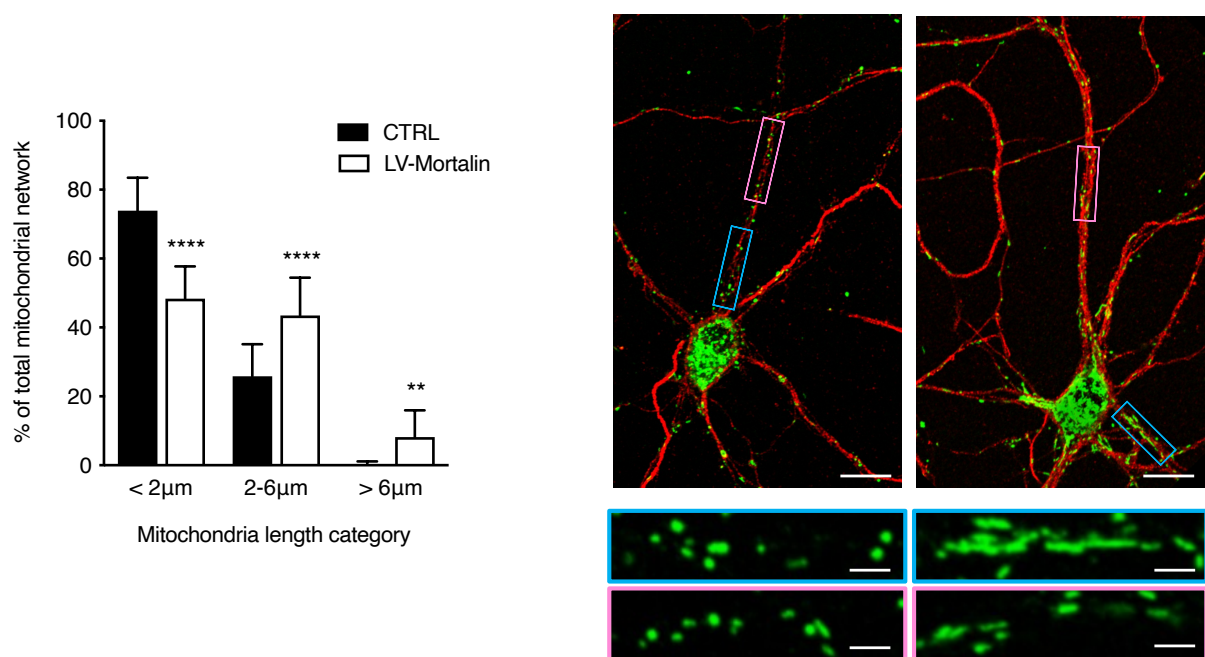 100
80
60
40
20
0
% of total mitochondrial network
CTRL
LV-Mortalin
****
****
**
< 2μm
2-6μm
> 6μm
Mitochondria length category